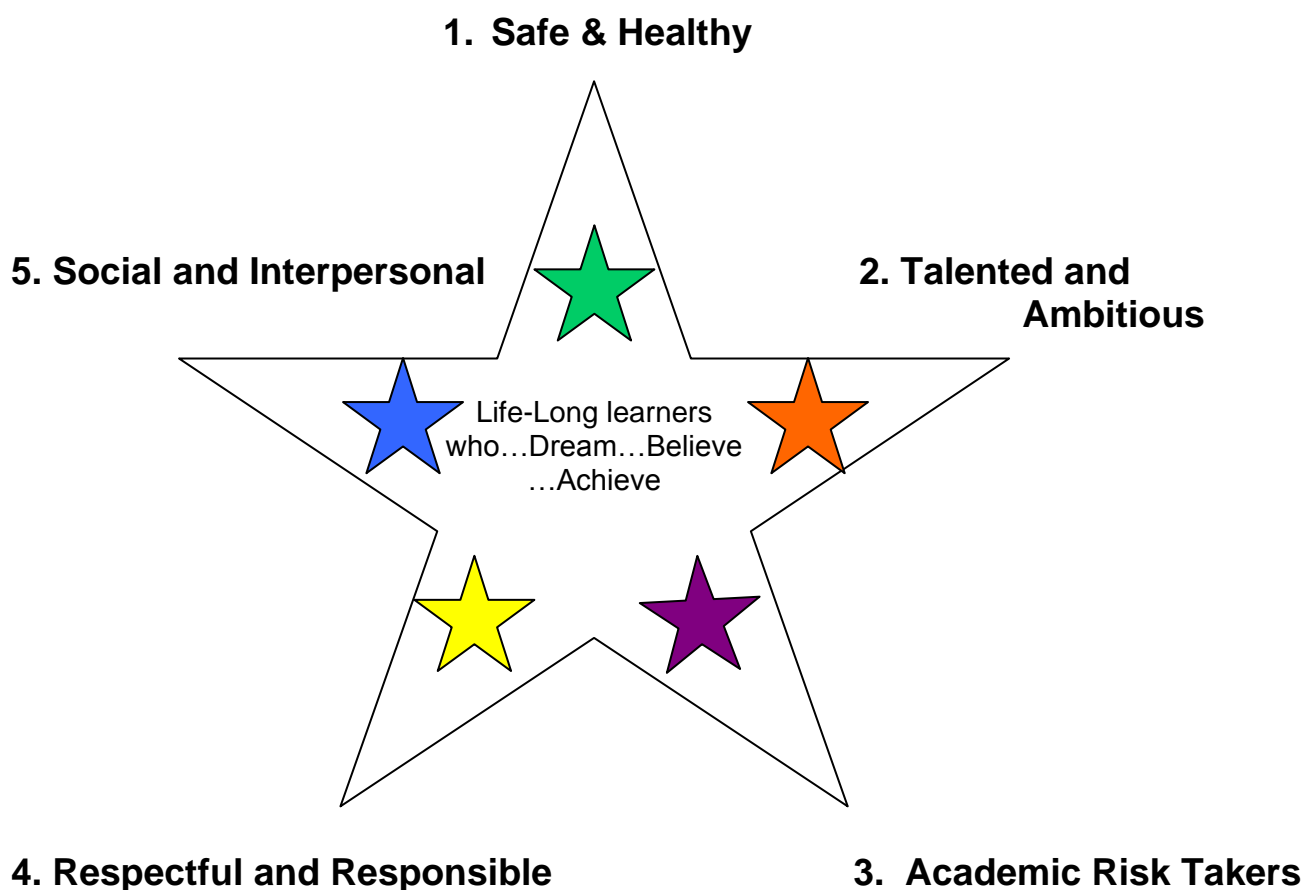 1. Safe & Healthy
5. Social and Interpersonal
2. Talented and
Ambitious
Life-Long learners
who…Dream…Believe
…Achieve
4. Respectful and Responsible
3. Academic Risk Takers